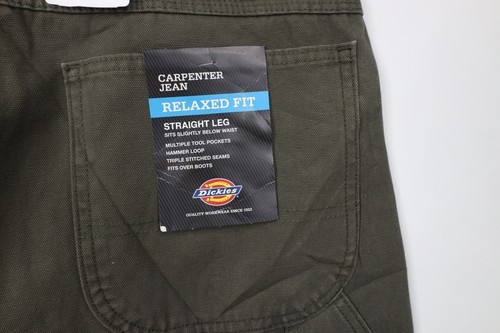 CARPENTER
JEAN
RELAXED FIT
STRAIGHT LEG
SITS SLIGHTLY BELOW WAIST
MULTIPLE TOOL POCKETS
HAMMER LOOP
TRIPLE STITCHED SEAMS
FITS OVER BOOTS
Dickies
QUALITY WORKWEAR SINCE 1922